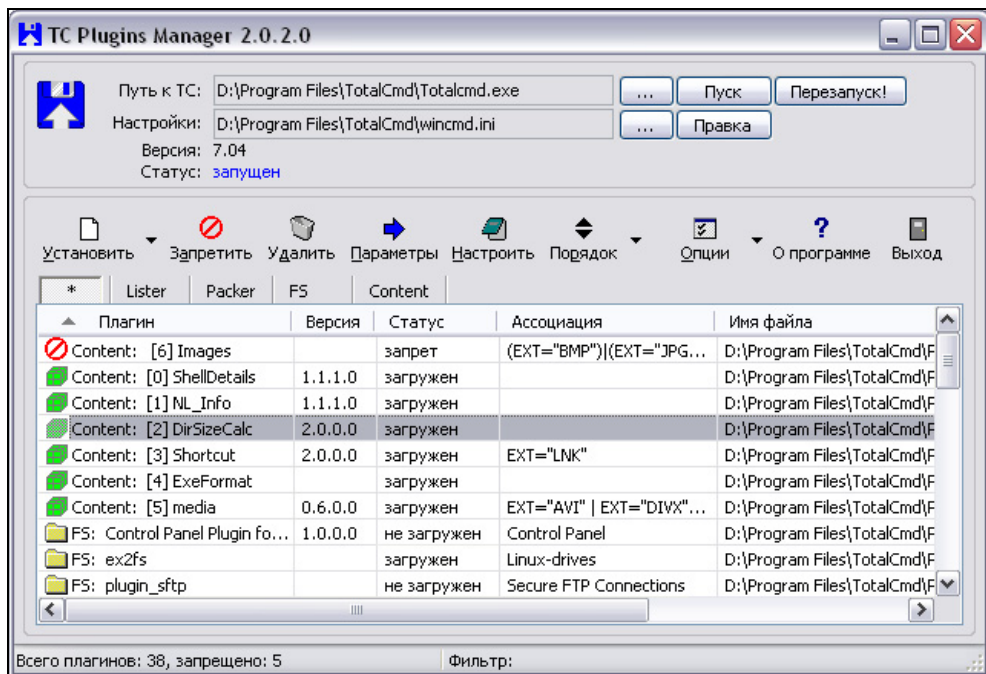 TC Plugins Manager 2.0.2.0
Путь к TC: D:\Program Files\TotalCmd\Totalcmd.exe ... Пуск Перезапуск!
Настройки: D:\Program Files\TotalCmd\wincmd.ini ... Правка
Версия: 7.04
Статус: запущен
Установить Запретить Удалить Параметры Настроить Порядок Опции О программе Выход
* Lister Packer FS Content
Плагин Версия Статус Ассоциация Имя файла
Content: [6] Images запрет (EXT="BMP")|(EXT="JPG... D:\Program Files\TotalCmd\P
Content: [0] ShellDetails 1.1.1.0 загружен D:\Program Files\TotalCmd\P
Content: [1] NL_Info 1.1.1.0 загружен D:\Program Files\TotalCmd\P
Content: [2] DirSizeCalc 2.0.0.0 загружен D:\Program Files\TotalCmd\P
Content: [3] Shortcut 2.0.0.0 загружен EXT="LNK" D:\Program Files\TotalCmd\P
Content: [4] ExeFormat загружен D:\Program Files\TotalCmd\P
Content: [5] media 0.6.0.0 загружен EXT="AVI" | EXT="DIVX"... D:\Program Files\TotalCmd\P
FS: Control Panel Plugin fo... 1.0.0.0 не загружен Control Panel D:\Program Files\TotalCmd\P
FS: ex2fs загружен Linux-drives D:\Program Files\TotalCmd\P
FS: plugin_sftp не загружен Secure FTP Connections D:\Program Files\TotalCmd\P
Всего плагинов: 38, запрещено: 5 Фильтр: